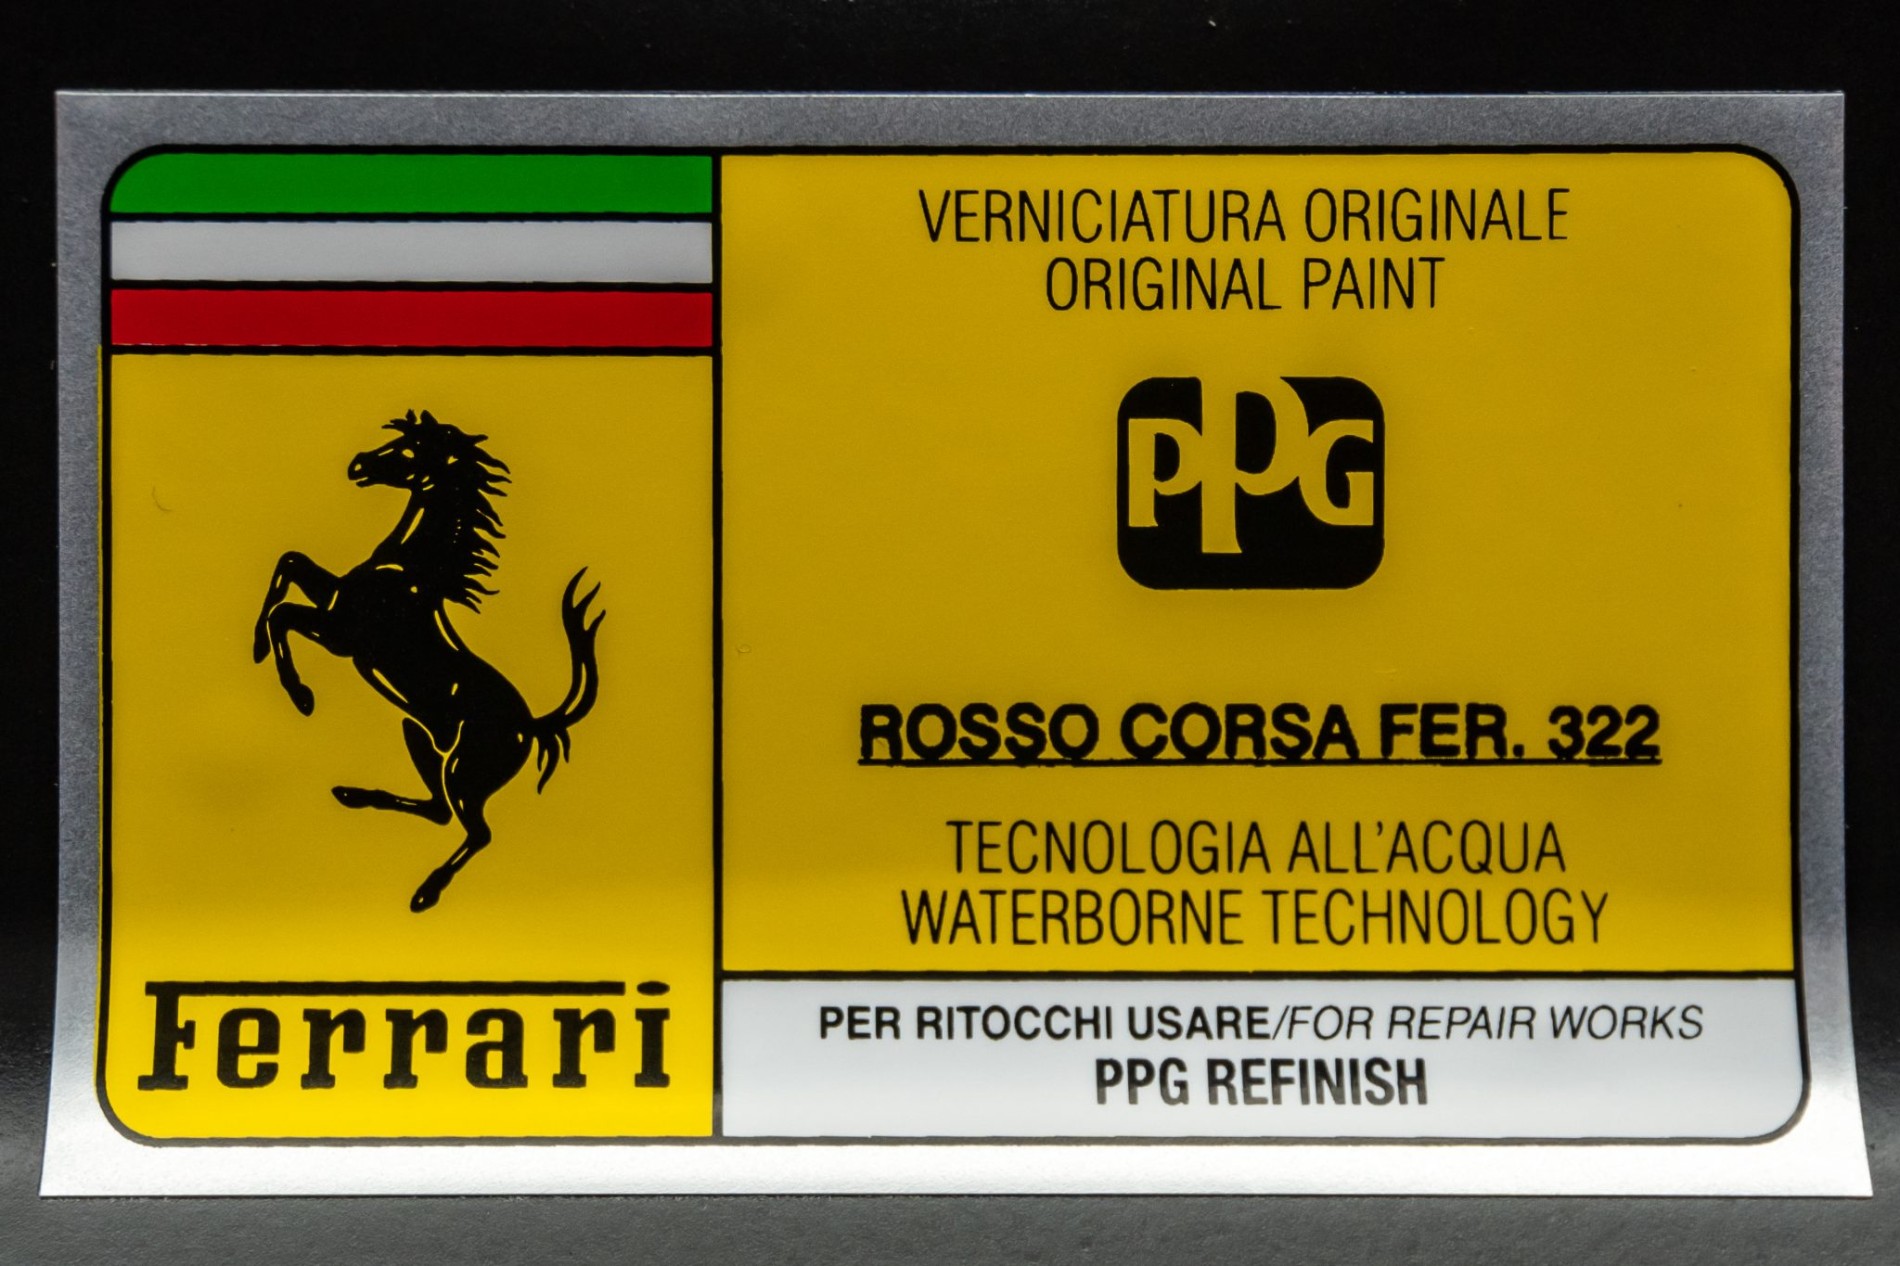 VERNICIATURA ORIGINALE
ORIGINAL PAINT
PPG
ROSSO CORSA FER. 322
TECNOLOGIA ALL'ACQUA
WATERBORNE TECHNOLOGY
Ferrari
PER RITOCCHI USARE/FOR REPAIR WORKS
PPG REFINISH